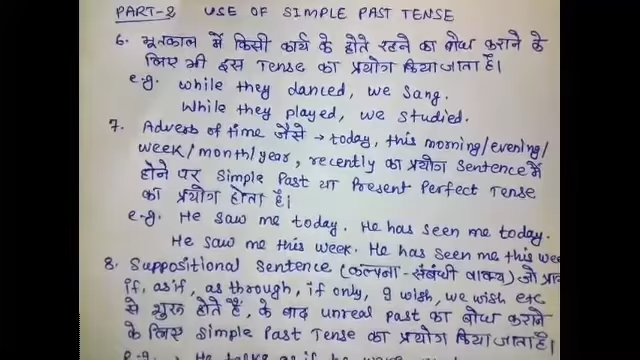 PART-2 USE OF SIMPLE PAST TENSE
6. भूतकाल में किसी कार्य के होते रहने का बोध कराने के
लिए भी इस Tense का प्रयोग किया जाता है।
e.g. While they danced, we sang.
While they played, we studied.
7. Adverb of time जैसे → today, this morning/evening/
week/month/year, recently का प्रयोग sentence में
होने पर Simple Past या Present Perfect Tense
का प्रयोग होता है।
e.g. He saw me today. He has seen me today.
He saw me this week. He has seen me this wee
8. Suppositional Sentence (कल्पना-संबंधी वाक्य) जो
if, as if, as through, if only, I wish, we wish etc
से शुरू होते हैं, के बाद unreal past का बोध कराने
के लिए Simple Past Tense का प्रयोग किया जाता है।